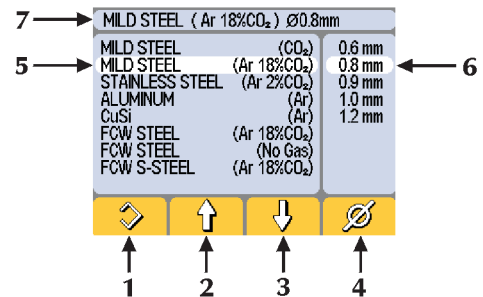 7 MILD STEEL ( Ar 18%CO₂ ) Ø0.8mm
MILD STEEL (CO₂) 0.6 mm
5 MILD STEEL (Ar 18%CO₂) 0.8 mm 6
STAINLESS STEEL (Ar 2%CO₂) 0.9 mm
ALUMINUM (Ar) 1.0 mm
CuSi (Ar) 1.2 mm
FCW STEEL (Ar 18%CO₂)
FCW STEEL (No Gas)
FCW S-STEEL (Ar 18%CO₂)
Ø
1 2 3 4